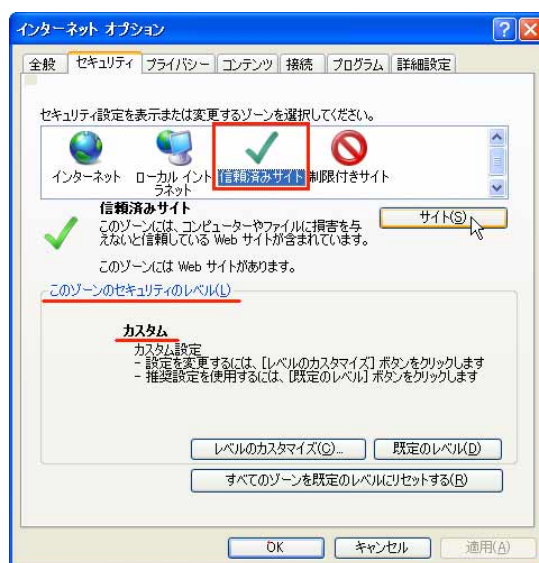 インターネット オプション
全般 セキュリティ プライバシー コンテンツ 接続 プログラム 詳細設定
セキュリティ設定を表示または変更するゾーンを選択してください。
インターネット ローカル イントラネット 信頼済みサイト 制限付きサイト
信頼済みサイト
サイト(S)
このゾーンには、コンピューターやファイルに損害を与
えないと信頼している Web サイトが含まれています。
このゾーンには Web サイトがあります。
このゾーンのセキュリティのレベル(L)
カスタム
カスタム設定
- 設定を変更するには、[レベルのカスタマイズ] ボタンをクリックします
- 推奨設定を使用するには、[既定のレベル] ボタンをクリックします
レベルのカスタマイズ(C)... 既定のレベル(D)
すべてのゾーンを既定のレベルにリセットする(R)
OK キャンセル 適用(A)